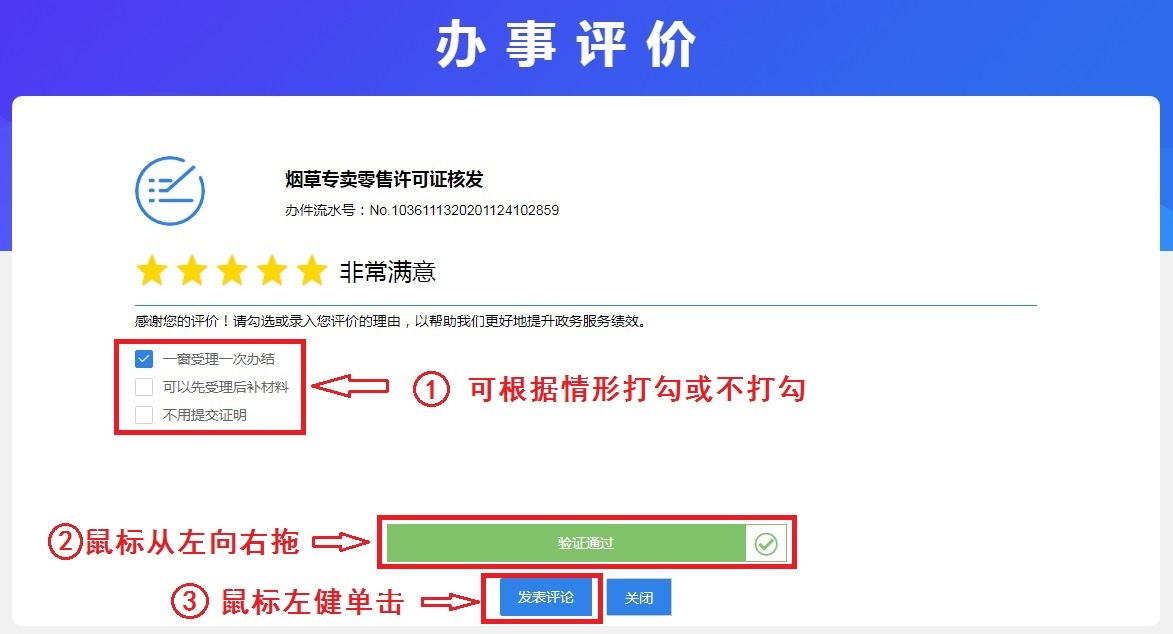 办事评价
烟草专卖零售许可证核发
办件流水号：No.1036111320201124102859
非常满意
感谢您的评价！请勾选或录入您评价的理由，以帮助我们更好地提升政务服务绩效。
一窗受理一次办结
可以先受理后补材料
不用提交证明
① 可根据情形打勾或不打勾
②鼠标从左向右拖
验证通过
③ 鼠标左健单击
发表评论
关闭